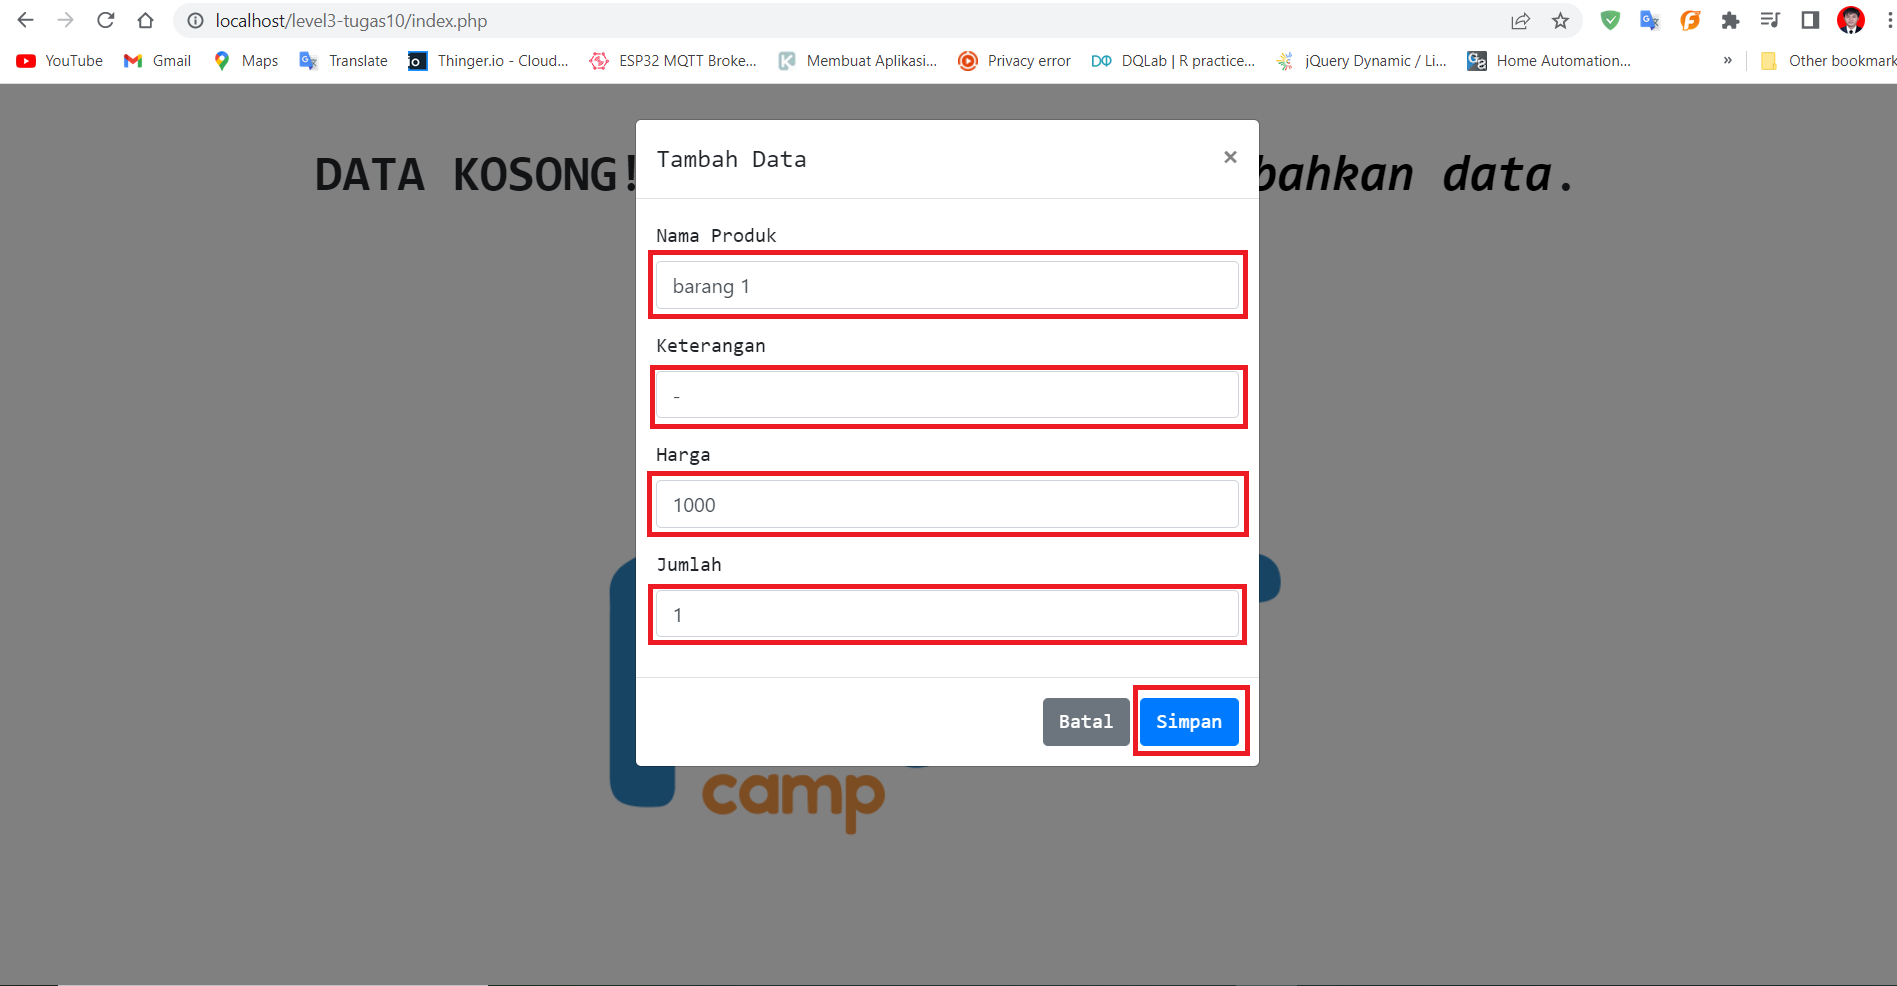 localhost/level3-tugas10/index.php
YouTube Gmail Maps Translate Thinger.io - Cloud... ESP32 MQTT Broke... Membuat Aplikasi... Privacy error DQLab | R practice... jQuery Dynamic / Li... Home Automation... » Other bookmark
Tambah Data ×
DATA KOSONG! bahkan data.
Nama Produk
barang 1
Keterangan
-
Harga
1000
Jumlah
1
Batal Simpan
camp